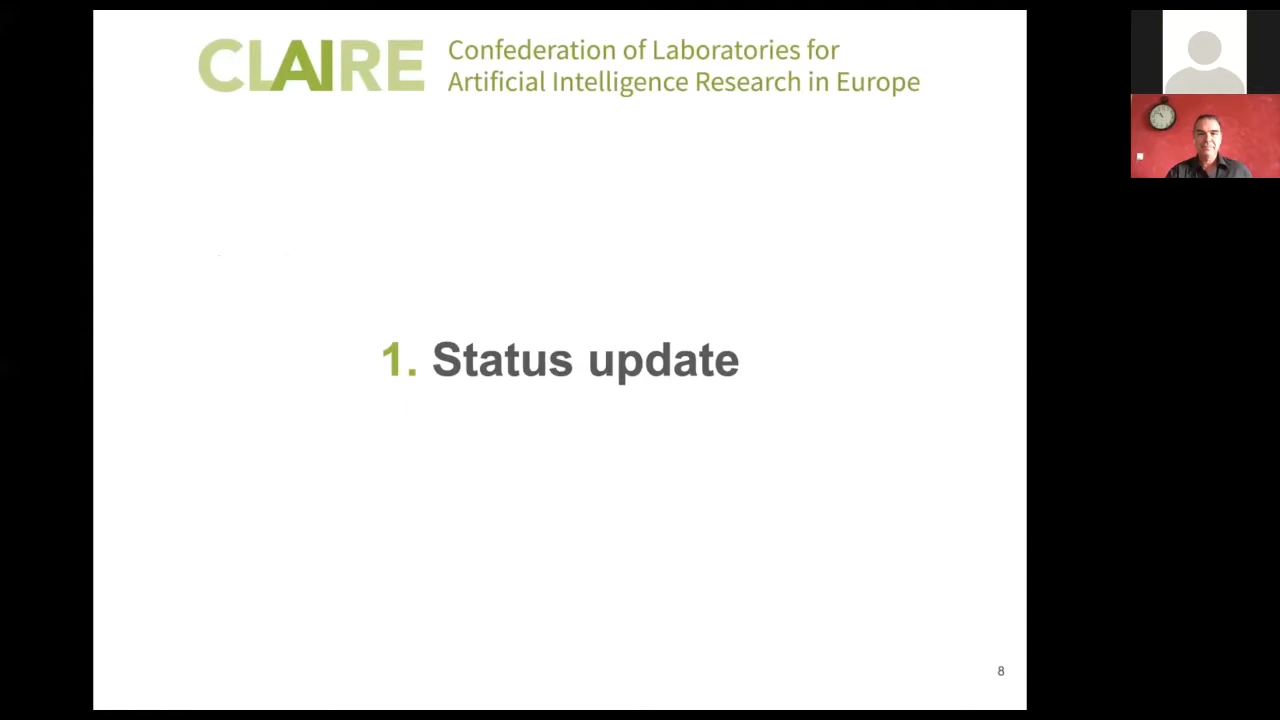 CLAIRE
Confederation of Laboratories for
Artificial Intelligence Research in Europe
1. Status update
8